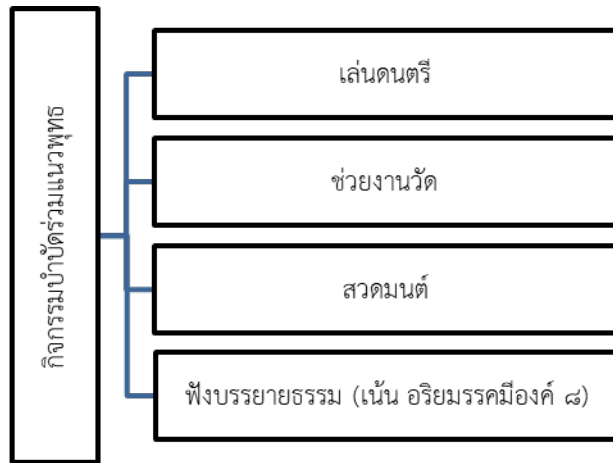 กิจกรรมบำบัดร่วมแนวพุทธ
เล่นดนตรี
ช่วยงานวัด
สวดมนต์
ฟังบรรยายธรรม (เน้น อริยมรรคมีองค์ ๘)